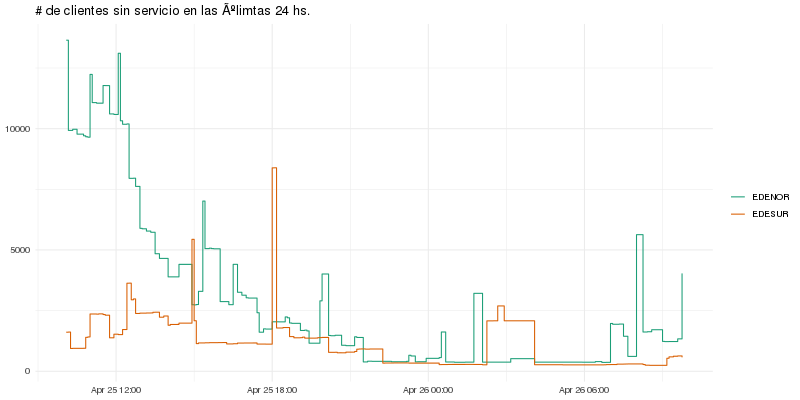 # de clientes sin servicio en las Ãºlimtas 24 hs.
10000
5000
0
Apr 25 12:00
Apr 25 18:00
Apr 26 00:00
Apr 26 06:00
EDENOR
EDESUR